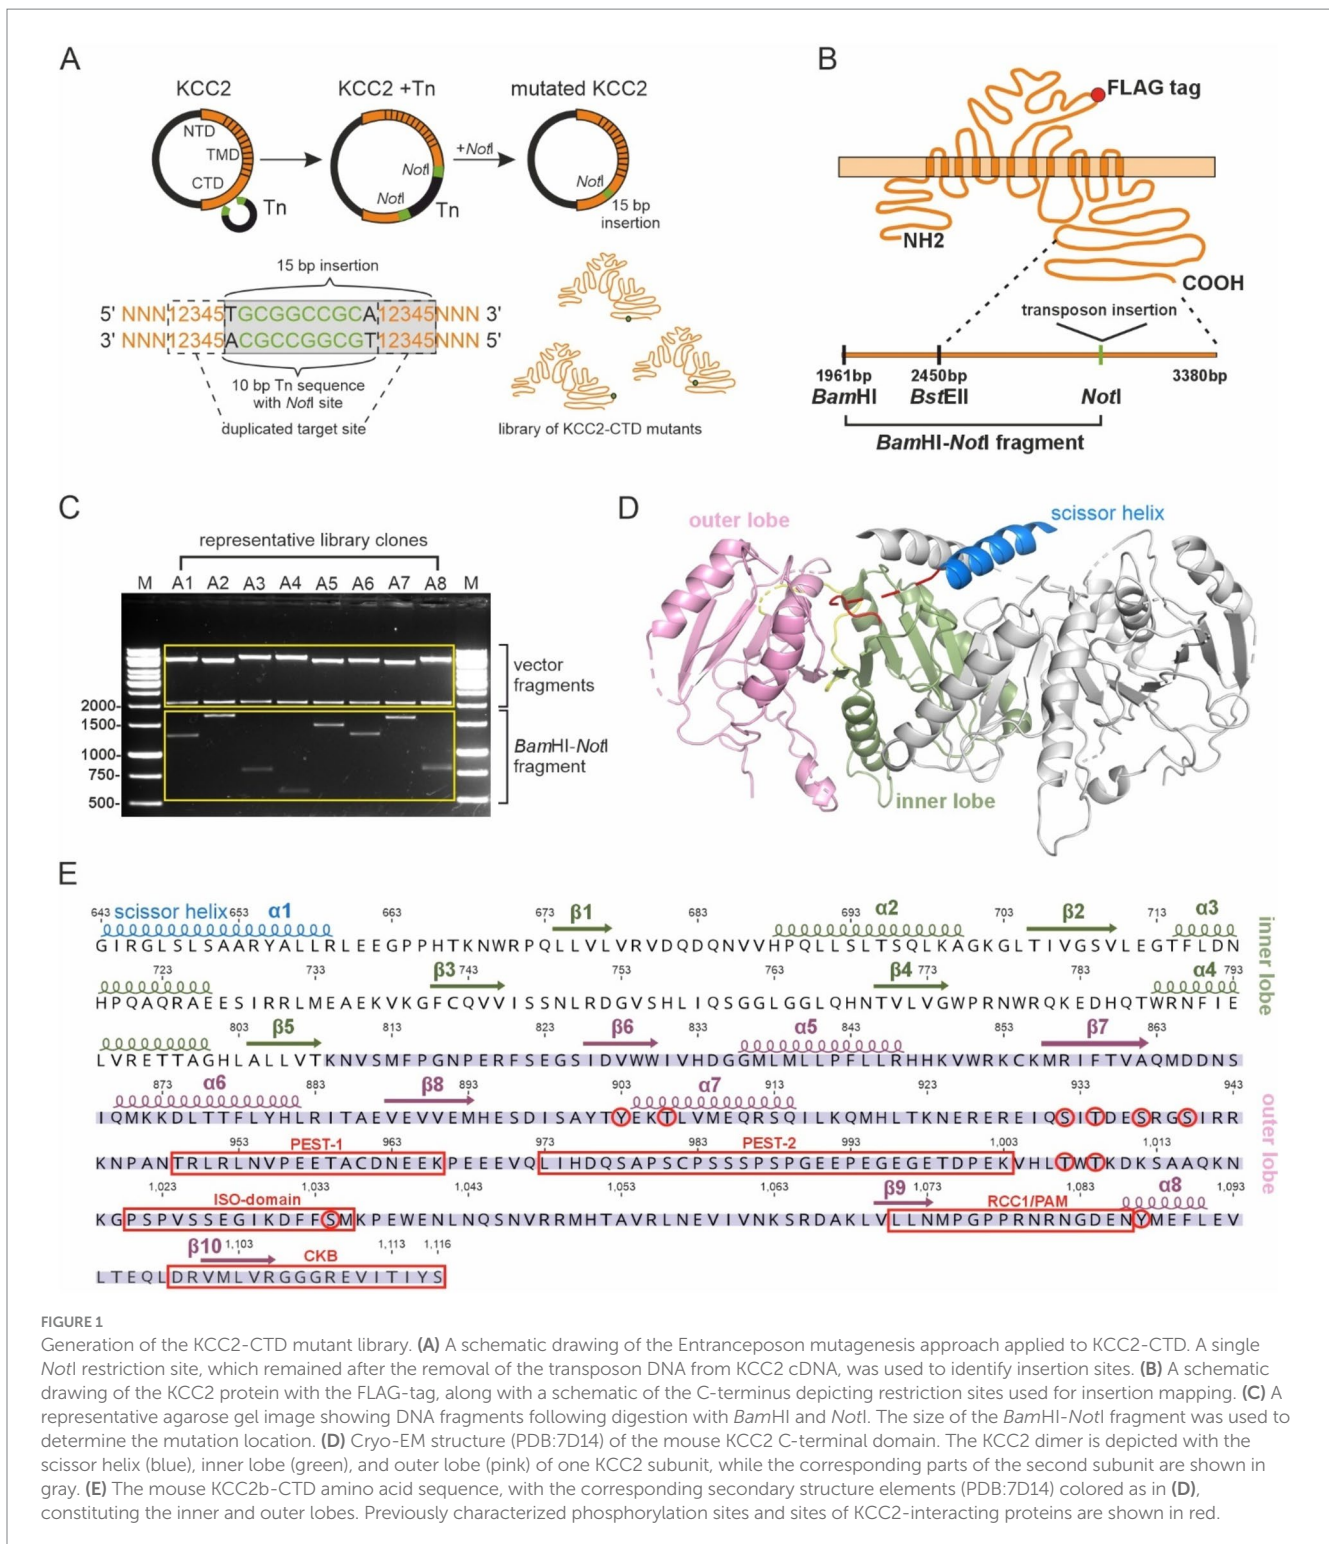 A
KCC2
KCC2 +Tn
mutated KCC2
NTD
TMD
CTD
Tn
NotI
NotI
Tn
+NotI
NotI
15 bp
insertion
15 bp insertion
5' NNN12345TGCGGCCGCA12345NNN 3'
3' NNN12345ACGCCGGCGT12345NNN 5'
10 bp Tn sequence
with NotI site
duplicated target site
library of KCC2-CTD mutants
B
FLAG tag
NH2
COOH
transposon insertion
1961bp
BamHI
2450bp
BstEII
NotI
3380bp
BamHI-NotI fragment
C
representative library clones
M A1 A2 A3 A4 A5 A6 A7 A8 M
vector
fragments
2000-
1500-
1000-
750-
500-
BamHI-NotI
fragment
D
outer lobe
scissor helix
inner lobe
E
643 scissor helix 653 α1 663 673 β1 683 693 α2 703 β2 713 α3
GIRGLSLSAARYALLRLEEGPPHTKNWRPQLLVLVRVDQDQNVVHPQLLSLTSQLKAGKGLTIVGSVLEGTFLDN
723 733 β3 743 753 763 β4 773 783 α4 793
HPQAQRAEESIRRLMEAEKVKGFCQVVISSNLRDGVSHLIQSGGLGGLQHNTVLVGWPRNWRQKEDHQTWRNFIE
inner lobe
803 β5 813 823 β6 833 α5 843 853 β7 863
LVRETTAGHLALLVTKNVSMFPGNPERFSEGSIDVWWIVHDGGMLMLLPFLLRHHKVWRKCKMRIFTVAQMDDNS
873 α6 883 β8 893 903 α7 913 923 933 943
IQMKKDLTTFLYHLRITAEVEVVEMHESDISAYTYEKTLVMEQRSQILKQMHLTKNEREREIQSITDESRGSIRR
953 PEST-1 963 973 983 PEST-2 993 1,003 1,013
KNPANTRLRLNVPEETACDNEEKPEEEVQLIHDQSAPSCPSSSPSPGEEPEGEGETDPEKVHLTWTKDKSAAQKN
outer lobe
1,023 ISO-domain 1,033 1,043 1,053 1,063 β9 1,073 RCC1/PAM 1,083 α8 1,093
KGPSPVSSEGIKDFFSMKPEWENLNQSNVRRMHTAVRLNEVIVNKSRDAKLVLLNMPGPPRNRNGDENYMEFLEV
β10 1,103 CKB 1,113 1,116
LTEQLDRVMLVRGGGREVITIYS
FIGURE 1
Generation of the KCC2-CTD mutant library. (A) A schematic drawing of the Entranceposon mutagenesis approach applied to KCC2-CTD. A single
NotI restriction site, which remained after the removal of the transposon DNA from KCC2 cDNA, was used to identify insertion sites. (B) A schematic
drawing of the KCC2 protein with the FLAG-tag, along with a schematic of the C-terminus depicting restriction sites used for insertion mapping. (C) A
representative agarose gel image showing DNA fragments following digestion with BamHI and NotI. The size of the BamHI-NotI fragment was used to
determine the mutation location. (D) Cryo-EM structure (PDB:7D14) of the mouse KCC2 C-terminal domain. The KCC2 dimer is depicted with the
scissor helix (blue), inner lobe (green), and outer lobe (pink) of one KCC2 subunit, while the corresponding parts of the second subunit are shown in
gray. (E) The mouse KCC2b-CTD amino acid sequence, with the corresponding secondary structure elements (PDB:7D14) colored as in (D),
constituting the inner and outer lobes. Previously characterized phosphorylation sites and sites of KCC2-interacting proteins are shown in red.